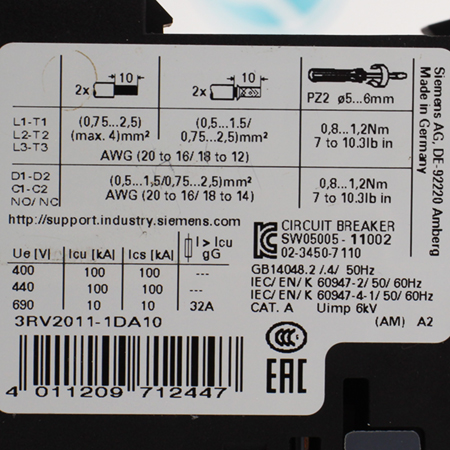 10
2x
10
2x
PZ2 ø5...6mm
L1-T1 (0,75...2,5) (0,5...1.5/ 0,8...1,2Nm
L2-T2 (max. 4)mm² 0,75...2,5)mm² 7 to 10.3lb in
L3-T3 AWG (20 to 16/ 18 to 12)
D1-D2 (0,5...1,5/0,75...2,5)mm² 0,8...1,2Nm
C1-C2 AWG (20 to 16/ 18 to 14) 7 to 10.3lb in
NO/ NC
http://support.industry.siemens.com
Ue [V] Icu [kA] Ics [kA] I > Icu
gG
400 100 100 ---
440 100 100 ---
690 10 10 32A
3RV2011-1DA10
4 011209 712447
CIRCUIT BREAKER
SW05005 - 11002
02-3450-7110
GB14048.2 /.4/ 50Hz
IEC/ EN/ K 60947-2/ 50/ 60Hz
IEC/ EN/ K 60947-4-1/ 50/ 60Hz
CAT. A Uimp 6kV
(AM) A2
CCC
EAC
Siemens AG, DE-92220 Amberg
Made in Germany